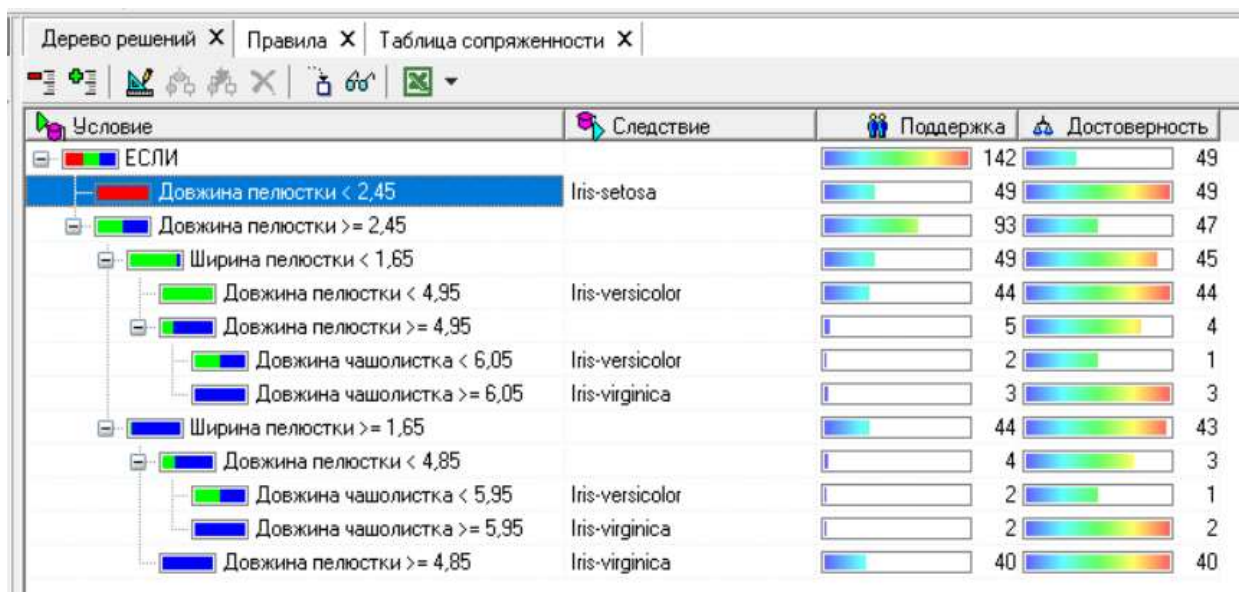 Дерево решений X Правила X Таблица сопряженности X
Условие Следствие Поддержка Достоверность
ЕСЛИ 142 49
Довжина пелюстки < 2,45 Iris-setosa 49 49
Довжина пелюстки >= 2,45 93 47
Ширина пелюстки < 1,65 49 45
Довжина пелюстки < 4,95 Iris-versicolor 44 44
Довжина пелюстки >= 4,95 5 4
Довжина чашолистка < 6,05 Iris-versicolor 2 1
Довжина чашолистка >= 6,05 Iris-virginica 3 3
Ширина пелюстки >= 1,65 44 43
Довжина пелюстки < 4,85 4 3
Довжина чашолистка < 5,95 Iris-versicolor 2 1
Довжина чашолистка >= 5,95 Iris-virginica 2 2
Довжина пелюстки >= 4,85 Iris-virginica 40 40